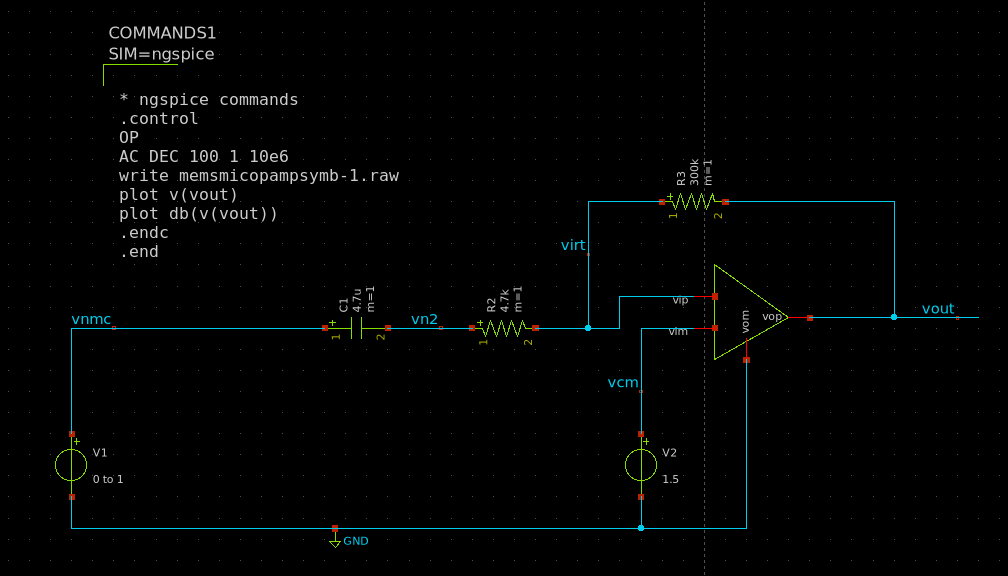 COMMANDS1
SIM=ngspice
* ngspice commands
.control
OP
AC DEC 100 1 10e6
write memsmicopampsymb-1.raw
plot v(vout)
plot db(v(vout))
.endc
.end
R3
300k
m=1
+
1
2
virt
vip
vim
vom
vop
vout
vnmc
C1
4.7u
m=1
+
1
2
vn2
R2
4.7k
m=1
+
1
2
vcm
+
V1
0 to 1
+
V2
1.5
GND